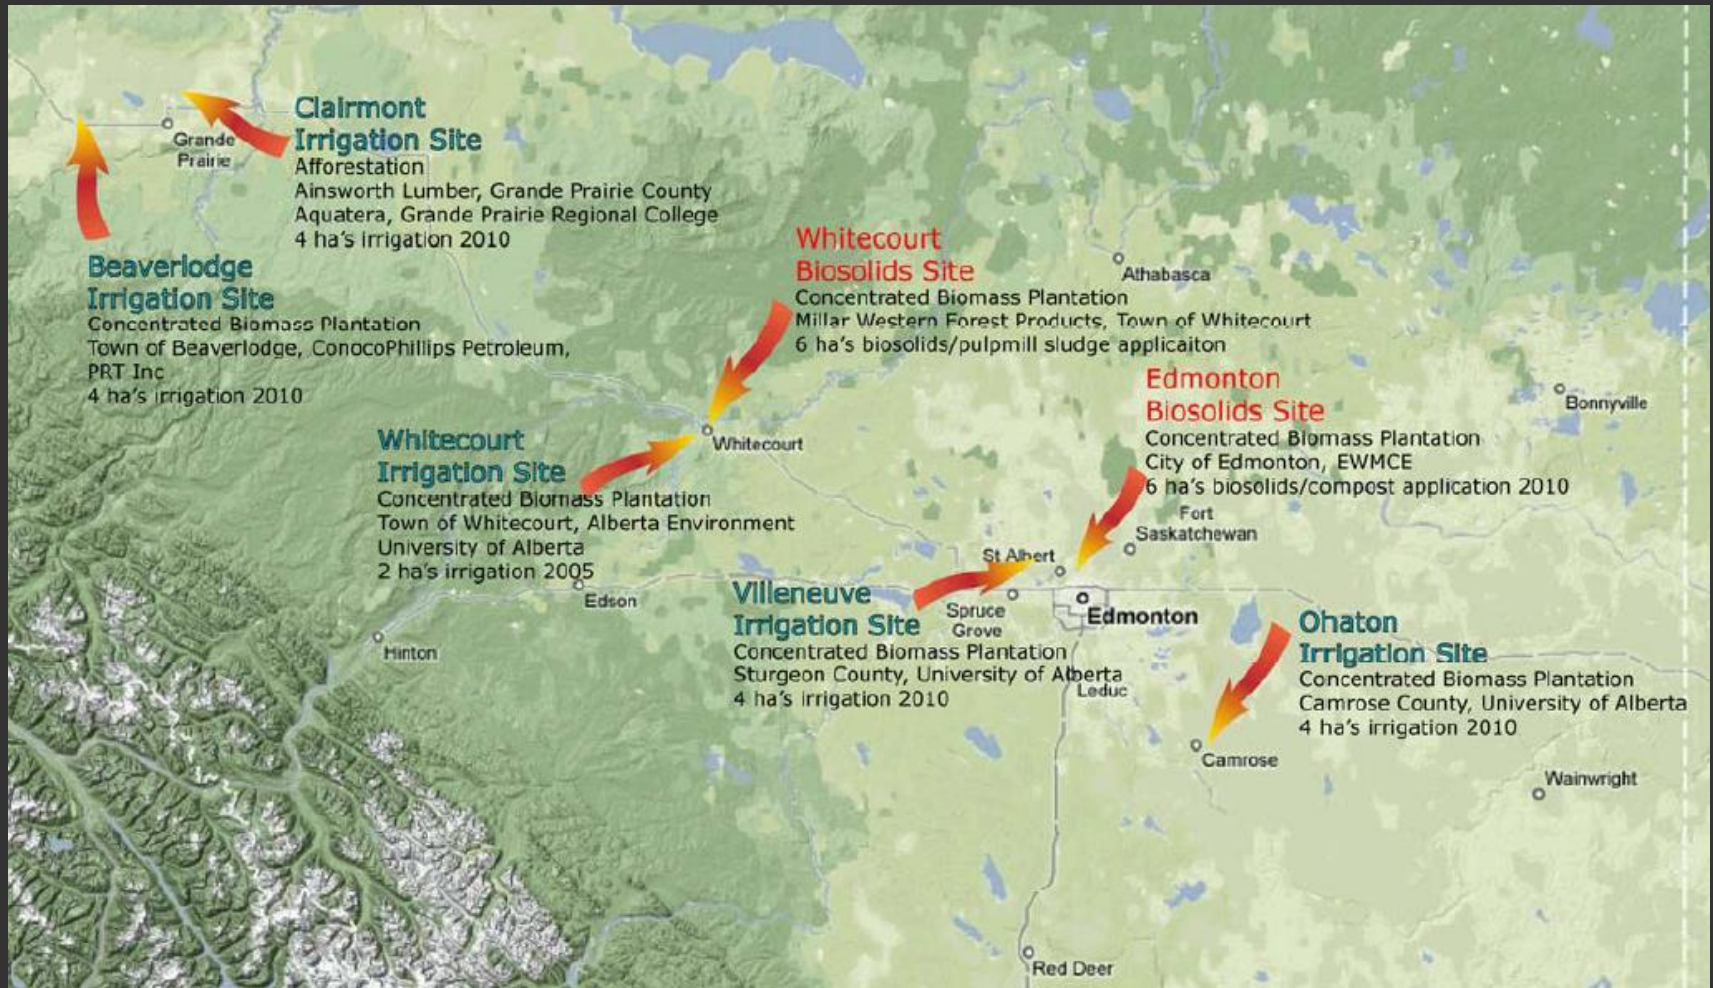 Clairmont
Irrigation Site
Afforestation
Ainsworth Lumber, Grande Prairie County
Aquatera, Grande Prairie Regional College
4 ha's irrigation 2010
Grande
Prairie
Beaverlodge
Irrigation Site
Concentrated Biomass Plantation
Town of Beaverlodge, ConocoPhillips Petroleum,
PRT Inc
4 ha's irrigation 2010
Whitecourt
Biosolids Site
Concentrated Biomass Plantation
Millar Western Forest Products, Town of Whitecourt
6 ha's biosolids/pulpmill sludge applicaiton
Athabasca
Edmonton
Biosolids Site
Concentrated Biomass Plantation
City of Edmonton, EWMCE
6 ha's biosolids/compost application 2010
Bonnyville
Whitecourt
Whitecourt
Irrigation Site
Concentrated Biomass Plantation
Town of Whitecourt, Alberta Environment
University of Alberta
2 ha's irrigation 2005
Fort
Saskatchewan
St Albert
Edson
Hinton
Villeneuve
Irrigation Site
Concentrated Biomass Plantation
Sturgeon County, University of Alberta
4 ha's irrigation 2010
Spruce
Grove
Edmonton
Leduc
Ohaton
Irrigation Site
Concentrated Biomass Plantation
Camrose County, University of Alberta
4 ha's irrigation 2010
Camrose
Wainwright
Red Deer